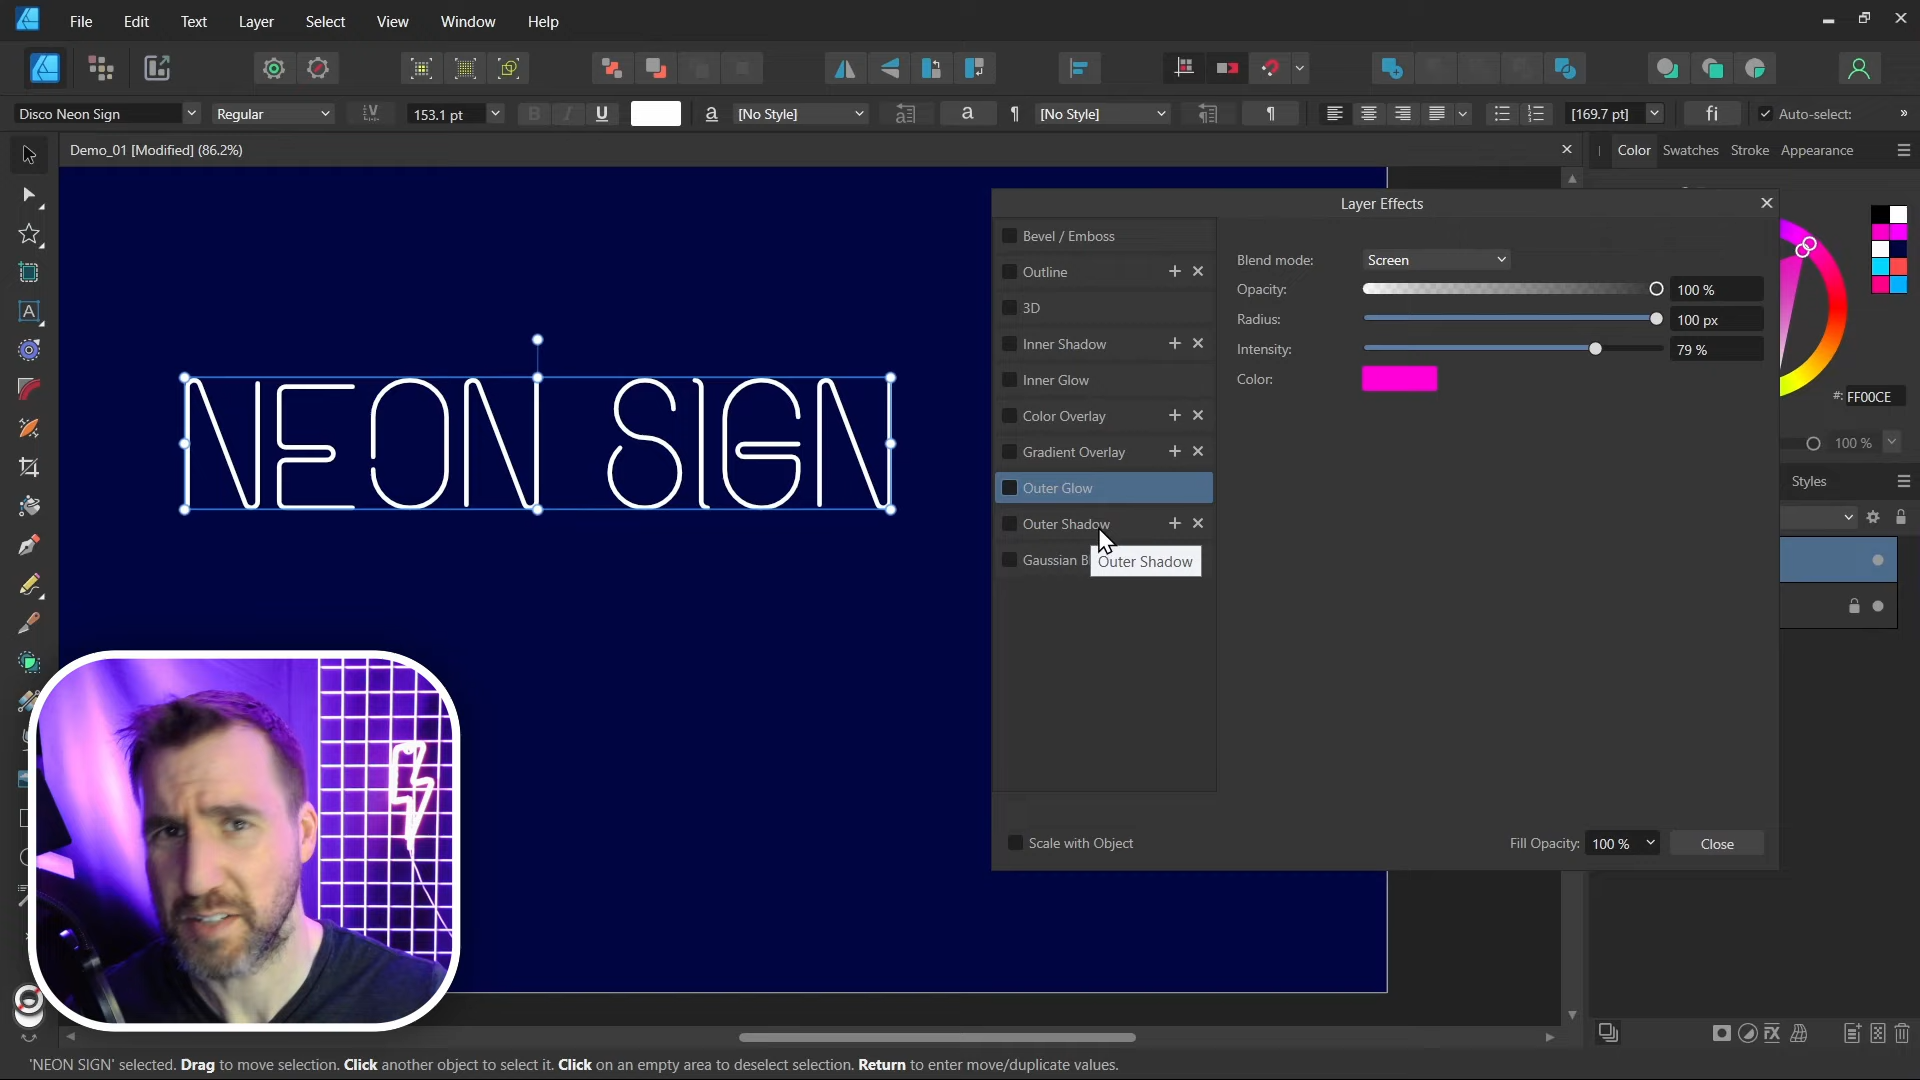 File Edit Text Layer Select View Window Help
Disco Neon Sign Regular 153.1 pt B I U a [No Style] a ¶ [No Style] ¶ [169.7 pt] fi Auto-select: »
Demo_01 [Modified] (86.2%)
Color Swatches Stroke Appearance
Layer Effects
Bevel / Emboss
Outline
3D
Inner Shadow
Inner Glow
Color Overlay
Gradient Overlay
Outer Glow
Outer Shadow
Gaussian B
Outer Shadow
Blend mode: Screen
Opacity: 100 %
Radius: 100 px
Intensity: 79 %
Color:
Scale with Object
Fill Opacity: 100 % Close
#: FF00CE
100 %
Styles
NEON SIGN
FX
'NEON SIGN' selected. Drag to move selection. Click another object to select it. Click on an empty area to deselect selection. Return to enter move/duplicate values.